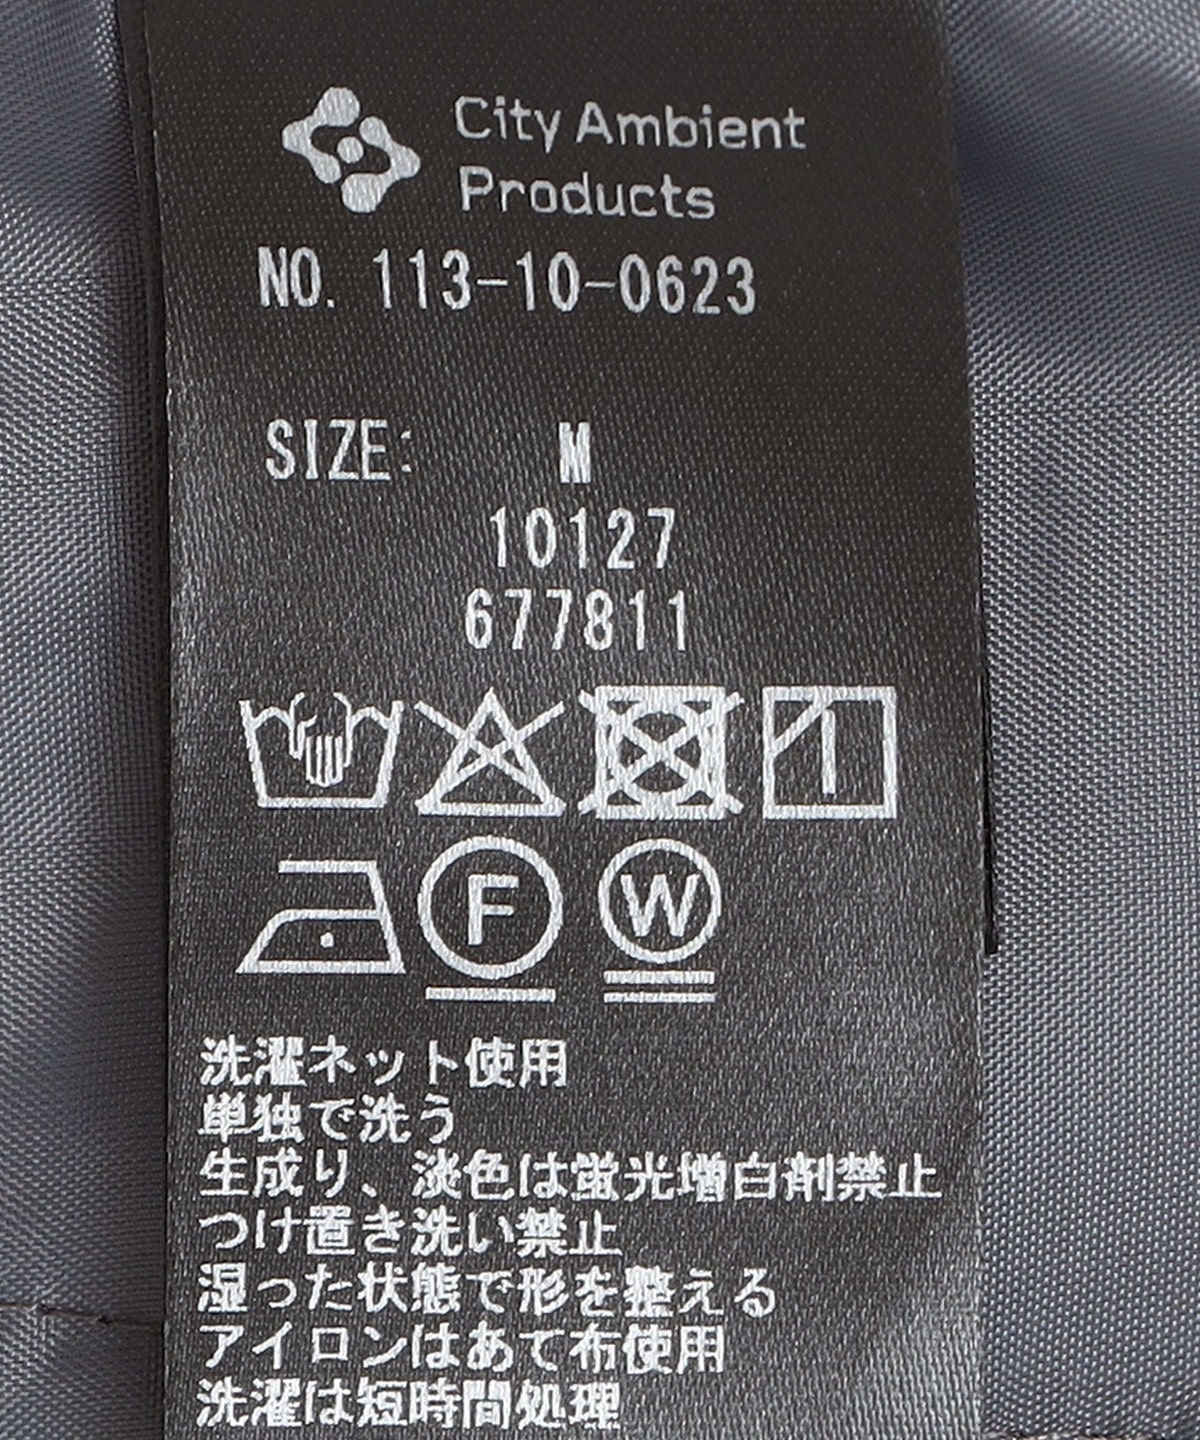 City Ambient
Products
NO. 113-10-0623
SIZE: M
10127
677811
F W
洗濯ネット使用
単独で洗う
生成り、淡色は蛍光増白剤禁止
つけ置き洗い禁止
湿った状態で形を整える
アイロンはあて布使用
洗濯は短時間処理